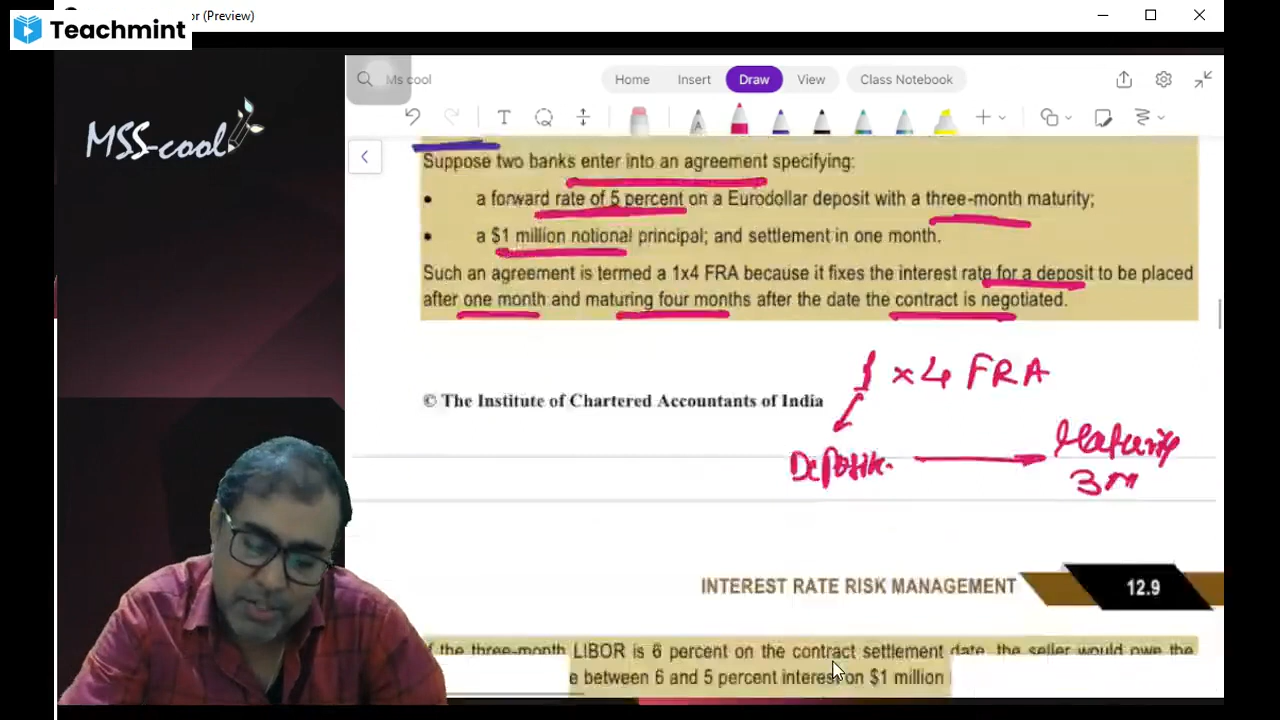 Teachmint
or (Preview)
MSS-cool
Ms cool
Home Insert Draw View Class Notebook
Suppose two banks enter into an agreement specifying:
• a forward rate of 5 percent on a Eurodollar deposit with a three-month maturity;
• a $1 million notional principal; and settlement in one month.
Such an agreement is termed a 1x4 FRA because it fixes the interest rate for a deposit to be placed
after one month and maturing four months after the date the contract is negotiated.
1 x 4 FRA
© The Institute of Chartered Accountants of India
Maturity
3m
INTEREST RATE RISK MANAGEMENT 12.9
the three-month LIBOR is 6 percent on the contract settlement date, the seller would owe the
between 6 and 5 percent interest on $1 million